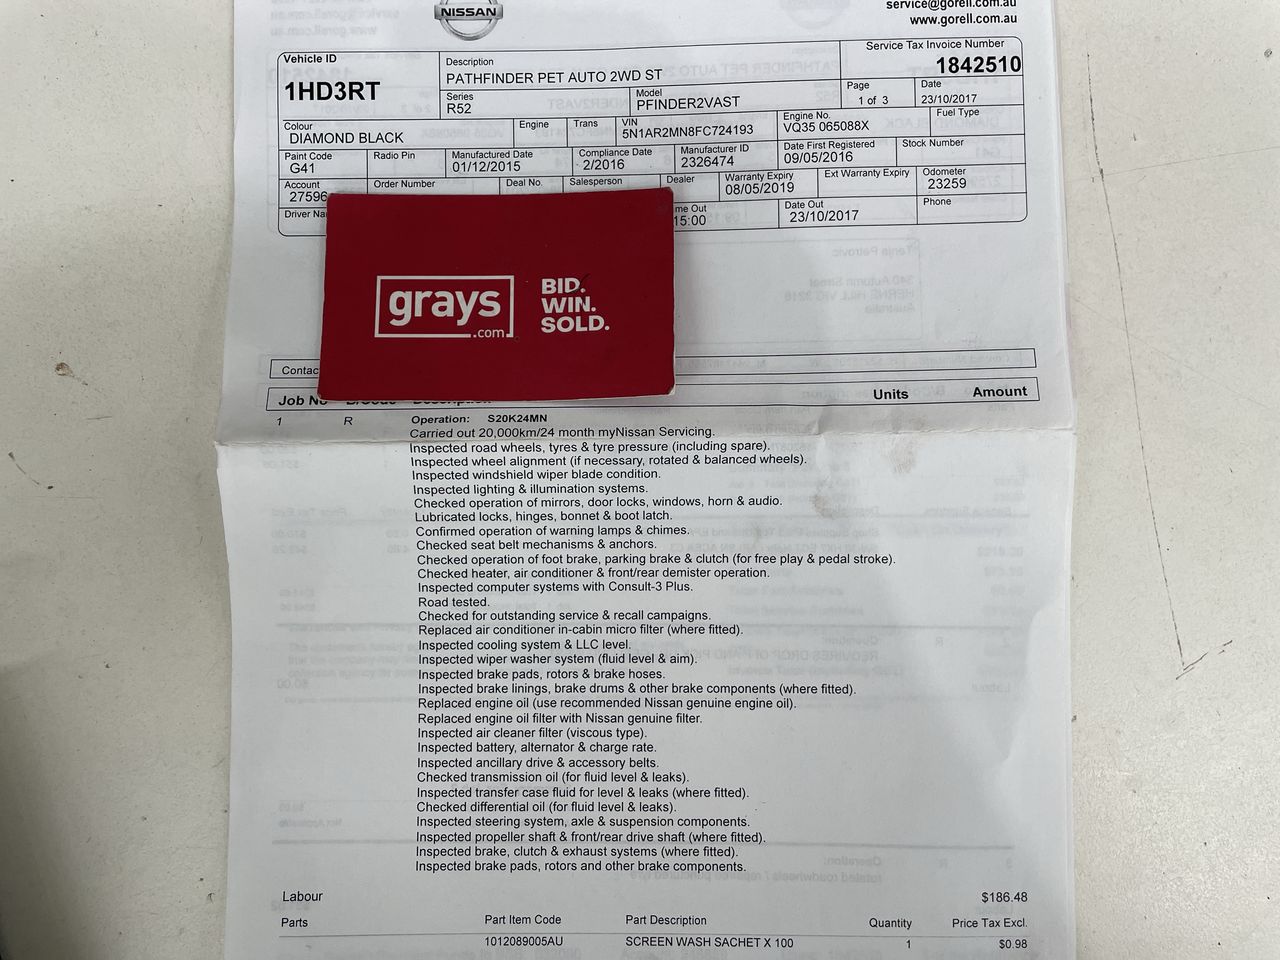 NISSAN
service@gorell.com.au
www.gorell.com.au
Vehicle ID
1HD3RT
Description
PATHFINDER PET AUTO 2WD ST
Service Tax Invoice Number
1842510
Series
R52
Model
PFINDER2VAST
Page
1 of 3
Date
23/10/2017
Colour
DIAMOND BLACK
Engine
Trans
VIN
5N1AR2MN8FC724193
Engine No.
VQ35 065088X
Fuel Type
Paint Code
G41
Radio Pin
Manufactured Date
01/12/2015
Compliance Date
2/2016
Manufacturer ID
2326474
Date First Registered
09/05/2016
Stock Number
Account
27596
Order Number
Deal No.
Salesperson
Dealer
Warranty Expiry
08/05/2019
Ext Warranty Expiry
Odometer
23259
Driver Na
me Out
15:00
Date Out
23/10/2017
Phone
grays
.com
BID.
WIN.
SOLD.
Contac
Job N
Units
Amount
1 R Operation: S20K24MN
Carried out 20,000km/24 month myNissan Servicing.
Inspected road wheels, tyres & tyre pressure (including spare).
Inspected wheel alignment (if necessary, rotated & balanced wheels).
Inspected windshield wiper blade condition.
Inspected lighting & illumination systems.
Checked operation of mirrors, door locks, windows, horn & audio.
Lubricated locks, hinges, bonnet & boot latch.
Confirmed operation of warning lamps & chimes.
Checked seat belt mechanisms & anchors.
Checked operation of foot brake, parking brake & clutch (for free play & pedal stroke).
Checked heater, air conditioner & front/rear demister operation.
Inspected computer systems with Consult-3 Plus.
Road tested.
Checked for outstanding service & recall campaigns.
Replaced air conditioner in-cabin micro filter (where fitted).
Inspected cooling system & LLC level.
Inspected wiper washer system (fluid level & aim).
Inspected brake pads, rotors & brake hoses.
Inspected brake linings, brake drums & other brake components (where fitted).
Replaced engine oil (use recommended Nissan genuine engine oil).
Replaced engine oil filter with Nissan genuine filter.
Inspected air cleaner filter (viscous type).
Inspected battery, alternator & charge rate.
Inspected ancillary drive & accessory belts.
Checked transmission oil (for fluid level & leaks).
Inspected transfer case fluid for level & leaks (where fitted).
Checked differential oil (for fluid level & leaks).
Inspected steering system, axle & suspension components.
Inspected propeller shaft & front/rear drive shaft (where fitted).
Inspected brake, clutch & exhaust systems (where fitted).
Inspected brake pads, rotors and other brake components.
Labour $186.48
Parts Part Item Code Part Description Quantity Price Tax Excl.
1012089005AU SCREEN WASH SACHET X 100 1 $0.98